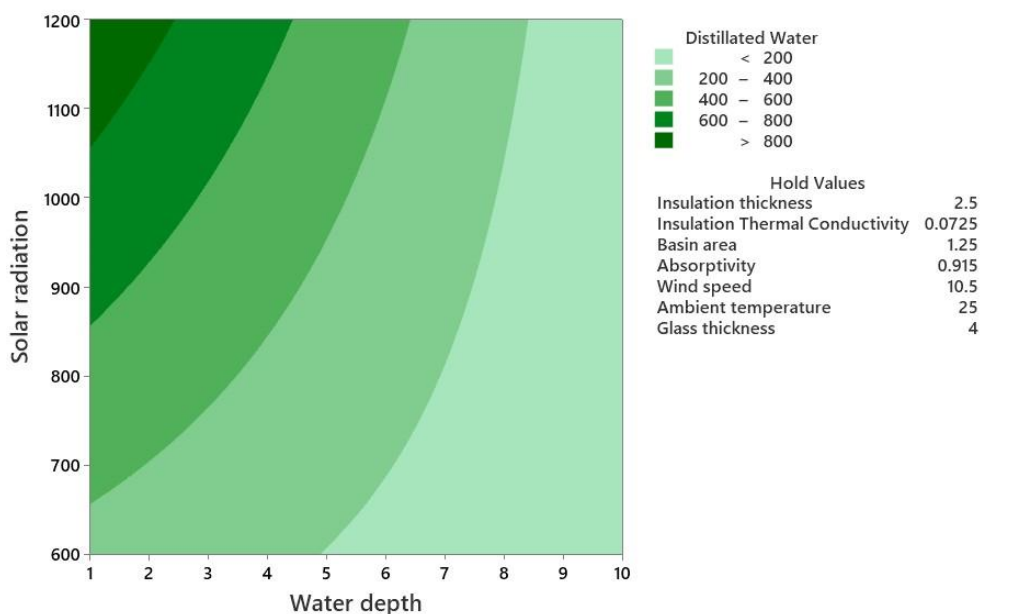 1200
1100
1000
900
800
700
600
Solar radiation
1 2 3 4 5 6 7 8 9 10
Water depth
Distillated Water
< 200
200 – 400
400 – 600
600 – 800
> 800
Hold Values
Insulation thickness 2.5
Insulation Thermal Conductivity 0.0725
Basin area 1.25
Absorptivity 0.915
Wind speed 10.5
Ambient temperature 25
Glass thickness 4